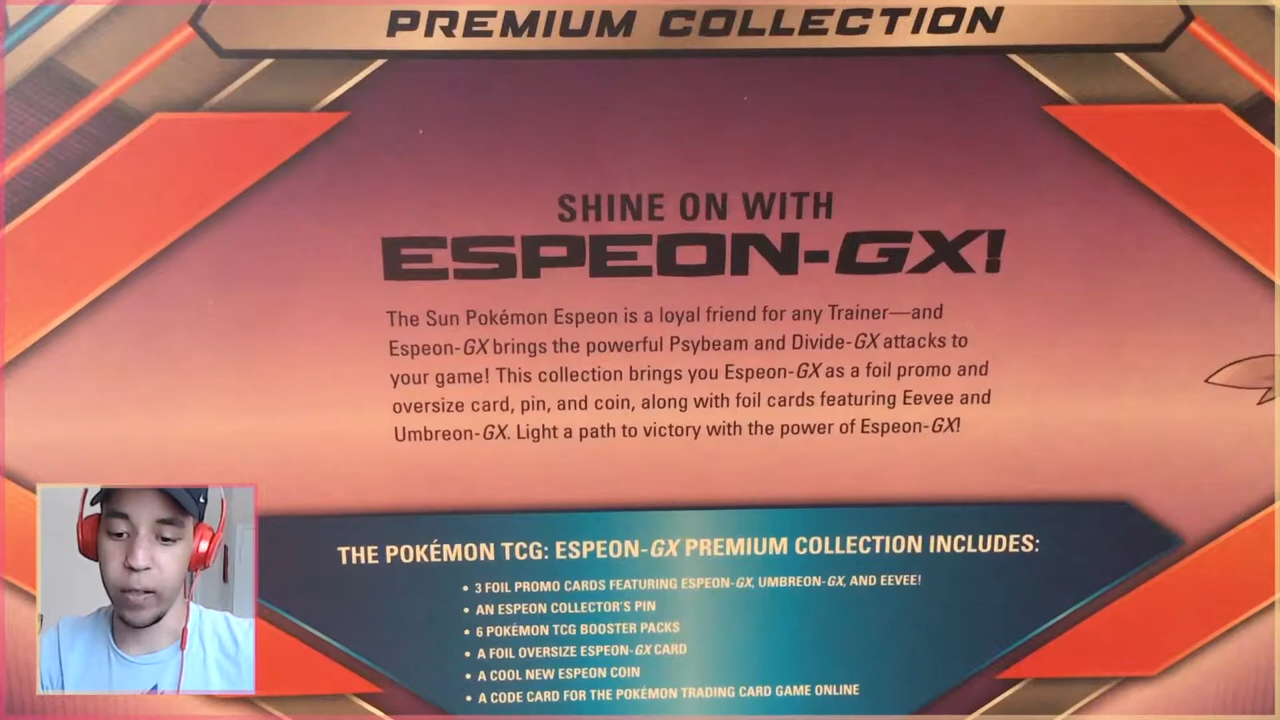 PREMIUM COLLECTION
SHINE ON WITH
ESPEON-GX!
The Sun Pokémon Espeon is a loyal friend for any Trainer—and
Espeon-GX brings the powerful Psybeam and Divide-GX attacks to
your game! This collection brings you Espeon-GX as a foil promo and
oversize card, pin, and coin, along with foil cards featuring Eevee and
Umbreon-GX. Light a path to victory with the power of Espeon-GX!
THE POKÉMON TCG: ESPEON-GX PREMIUM COLLECTION INCLUDES:
• 3 FOIL PROMO CARDS FEATURING ESPEON-GX, UMBREON-GX, AND EEVEE!
• AN ESPEON COLLECTOR'S PIN
• 6 POKÉMON TCG BOOSTER PACKS
• A FOIL OVERSIZE ESPEON-GX CARD
• A COOL NEW ESPEON COIN
• A CODE CARD FOR THE POKÉMON TRADING CARD GAME ONLINE